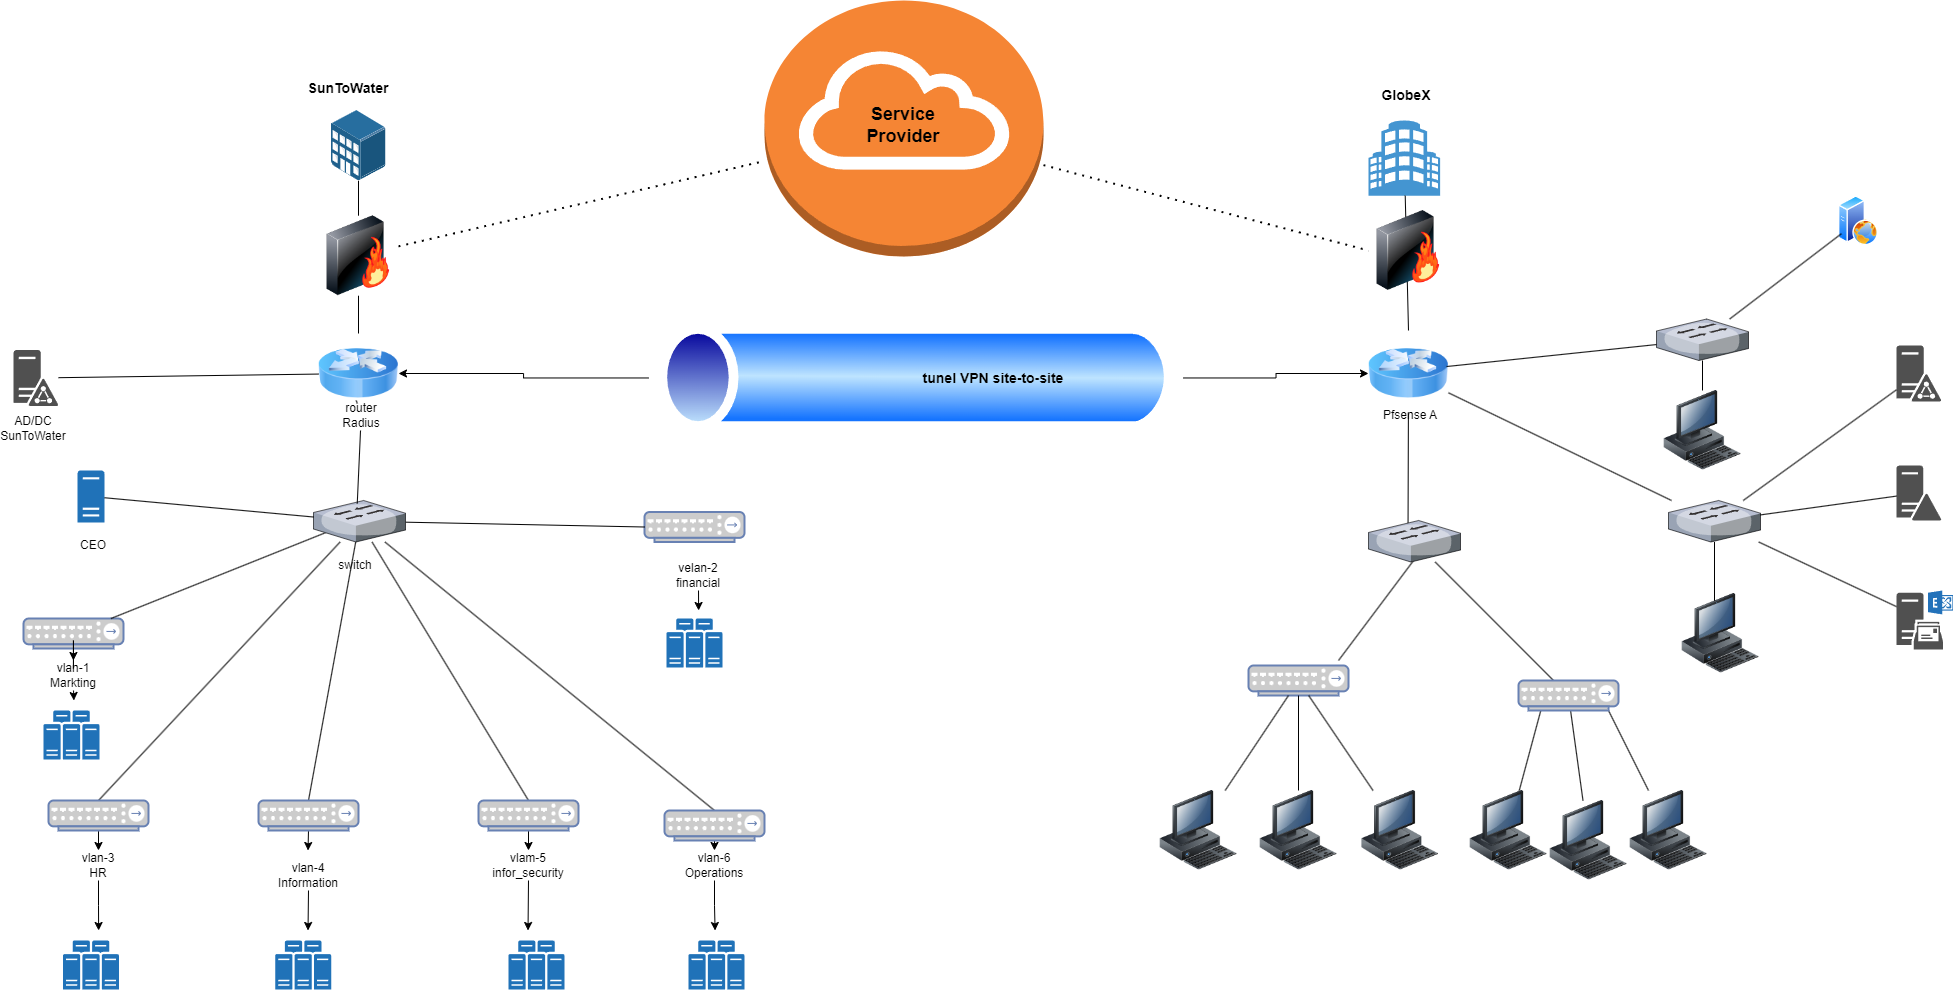 SunToWater
Service
Provider
GlobeX
tunel VPN site-to-site
router
Radius
Pfsense A
AD/DC
SunToWater
CEO
switch
velan-2
financial
E
vlan-1
Markting
vlan-3
HR
vlan-4
Information
vlam-5
infor_security
vlan-6
Operations